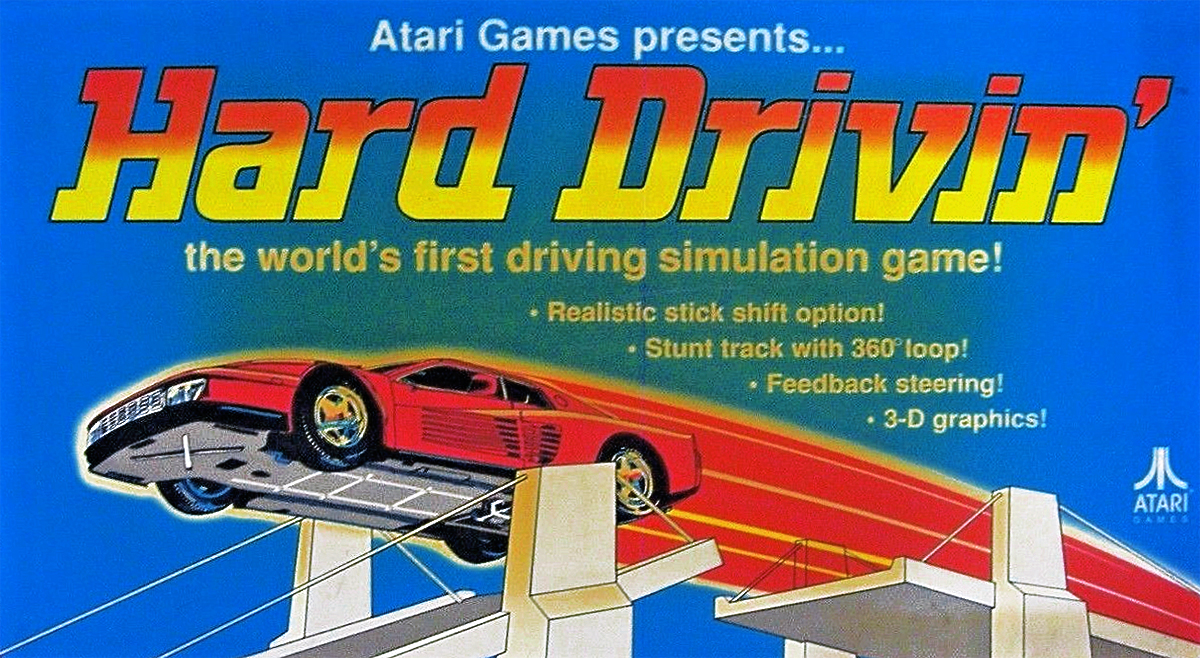 Atari Games presents...
Hard Drivin'
the world's first driving simulation game!
• Realistic stick shift option!
• Stunt track with 360° loop!
• Feedback steering!
• 3-D graphics!
ATARI
GAMES